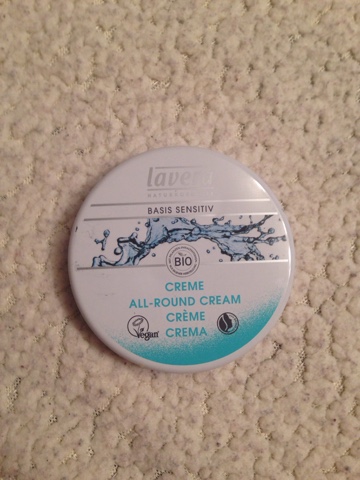 lavera
BASIS SENSITIV
BIO
CREME
ALL-ROUND CREAM
CRÈME
CREMA
Vegan